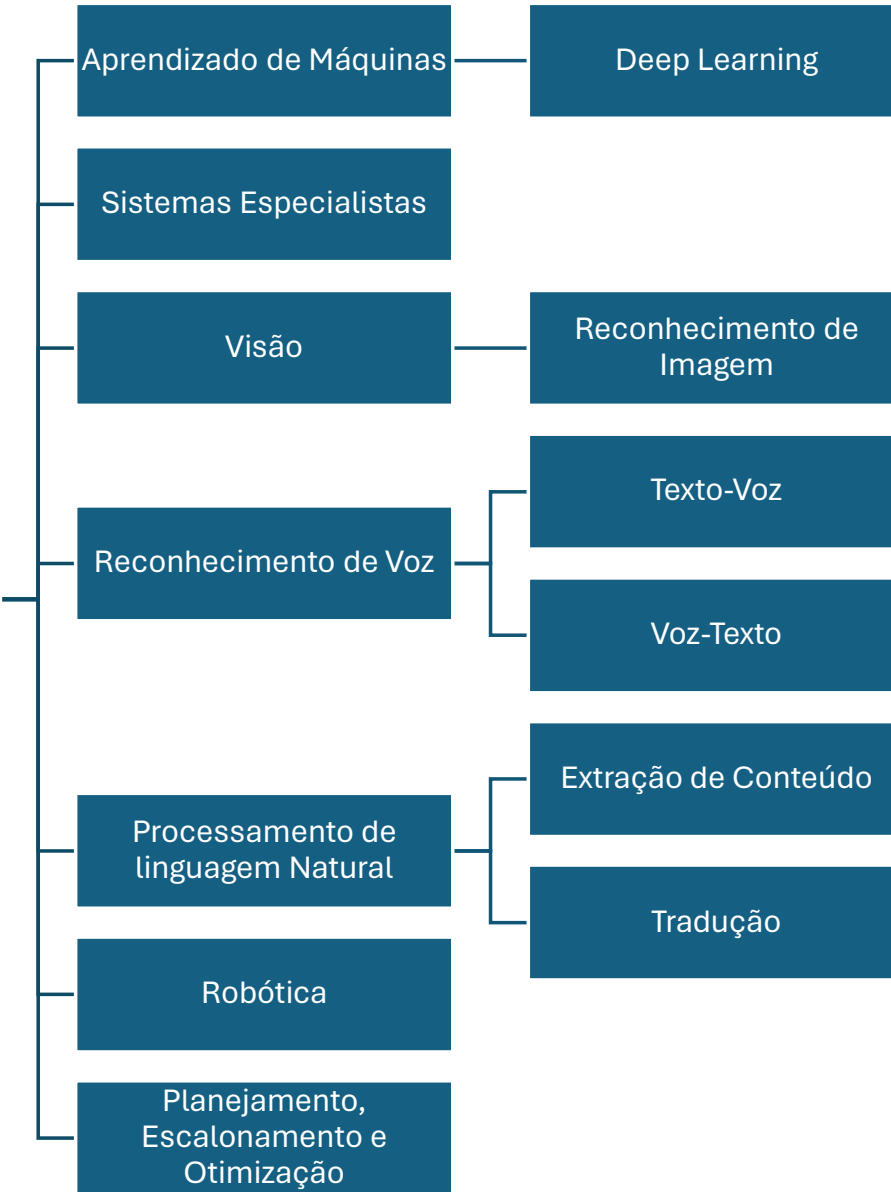 Aprendizado de Máquinas
Deep Learning
Sistemas Especialistas
Visão
Reconhecimento de
Imagem
Reconhecimento de Voz
Texto-Voz
Voz-Texto
Processamento de
linguagem Natural
Extração de Conteúdo
Tradução
Robótica
Planejamento,
Escalonamento e
Otimização